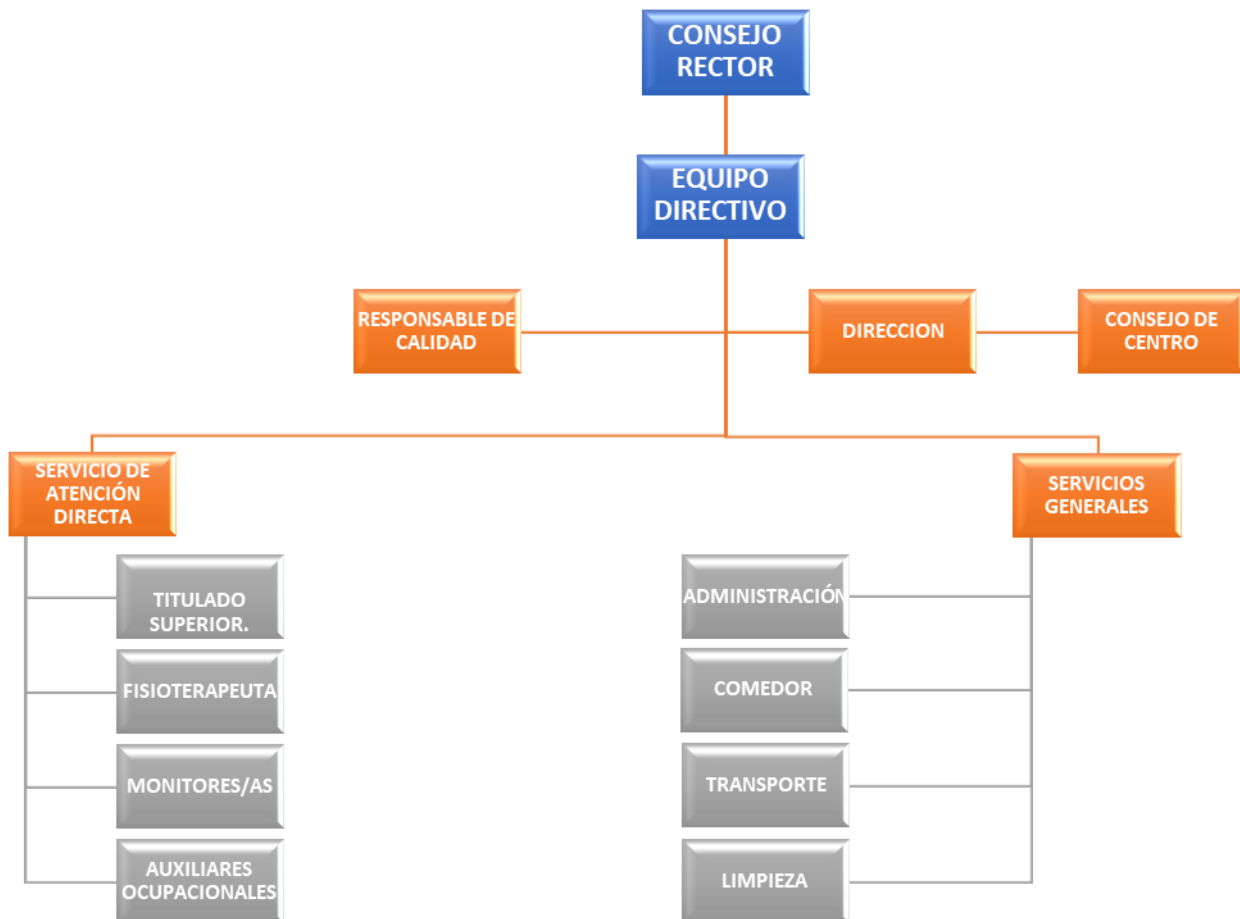 CONSEJO
RECTOR
EQUIPO
DIRECTIVO
RESPONSABLE DE
CALIDAD
DIRECCION
CONSEJO DE
CENTRO
SERVICIO DE
ATENCIÓN
DIRECTA
SERVICIOS
GENERALES
TITULADO
SUPERIOR.
FISIOTERAPEUTA
MONITORES/AS
AUXILIARES
OCUPACIONALES
ADMINISTRACIÓN
COMEDOR
TRANSPORTE
LIMPIEZA